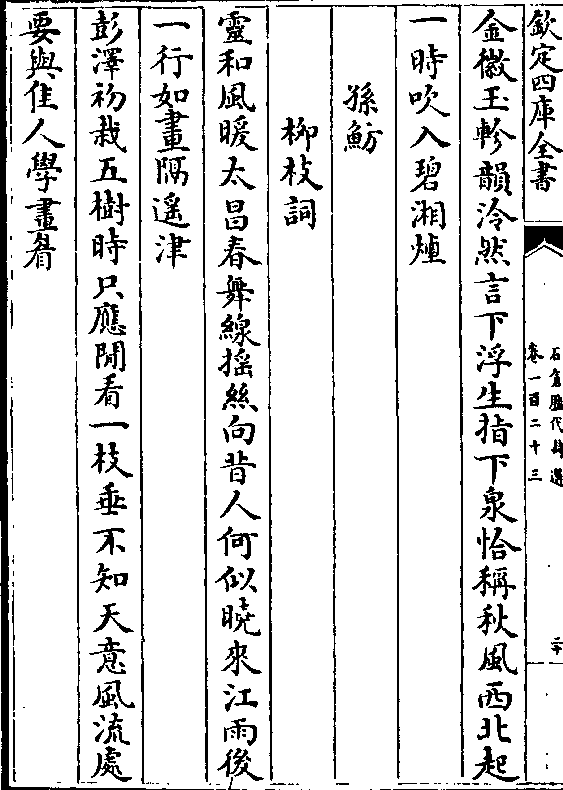 欽定四庫全書
石倉歷代詩選
卷一百二十三
二十
金徽玉軫韻泠然言下浮生指下泉恰稱秋風西北起
一時吹入碧湘煙
孫魴
柳枝詞
靈和風暖太昌春舞線揺絲向昔人何似曉來江雨後
一行如畫隔遥津
彭澤初栽五樹時只應閒看一枝垂不知天意風流處
要與佳人學畫眉